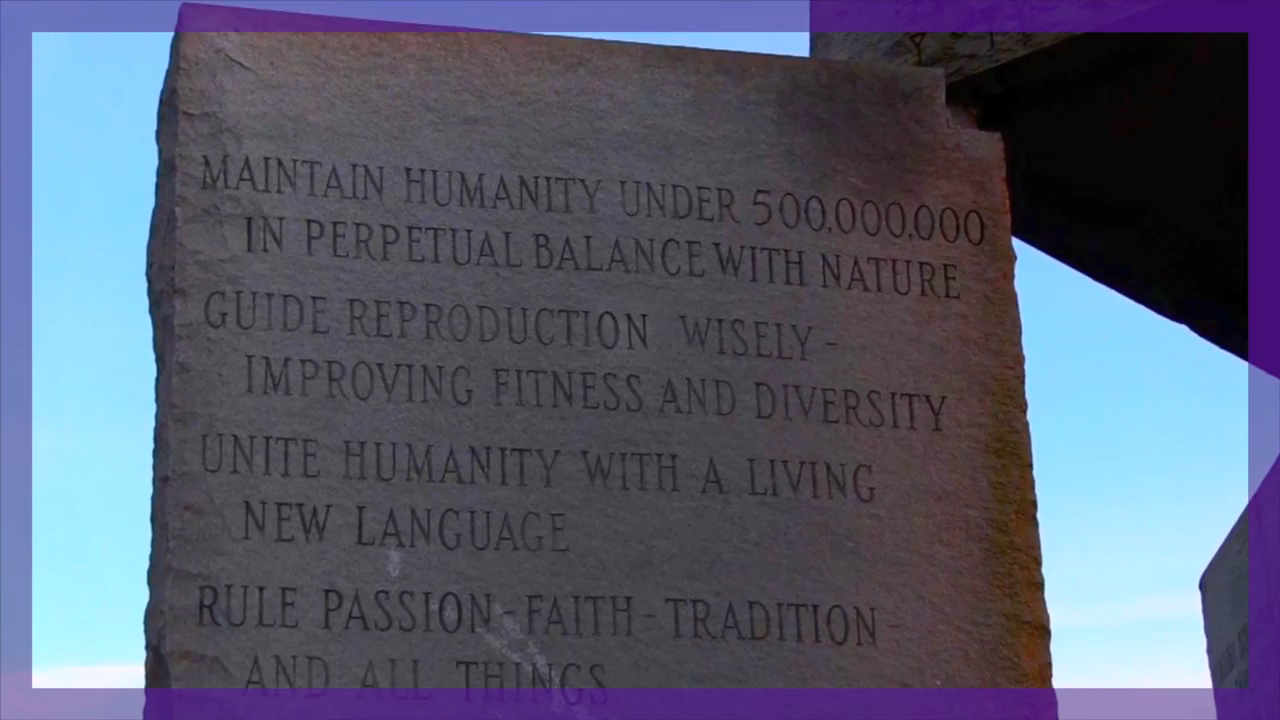 MAINTAIN HUMANITY UNDER 500,000,000
IN PERPETUAL BALANCE WITH NATURE
GUIDE REPRODUCTION WISELY -
IMPROVING FITNESS AND DIVERSITY
UNITE HUMANITY WITH A LIVING
NEW LANGUAGE
RULE PASSION - FAITH - TRADITION -
AND ALL THINGS